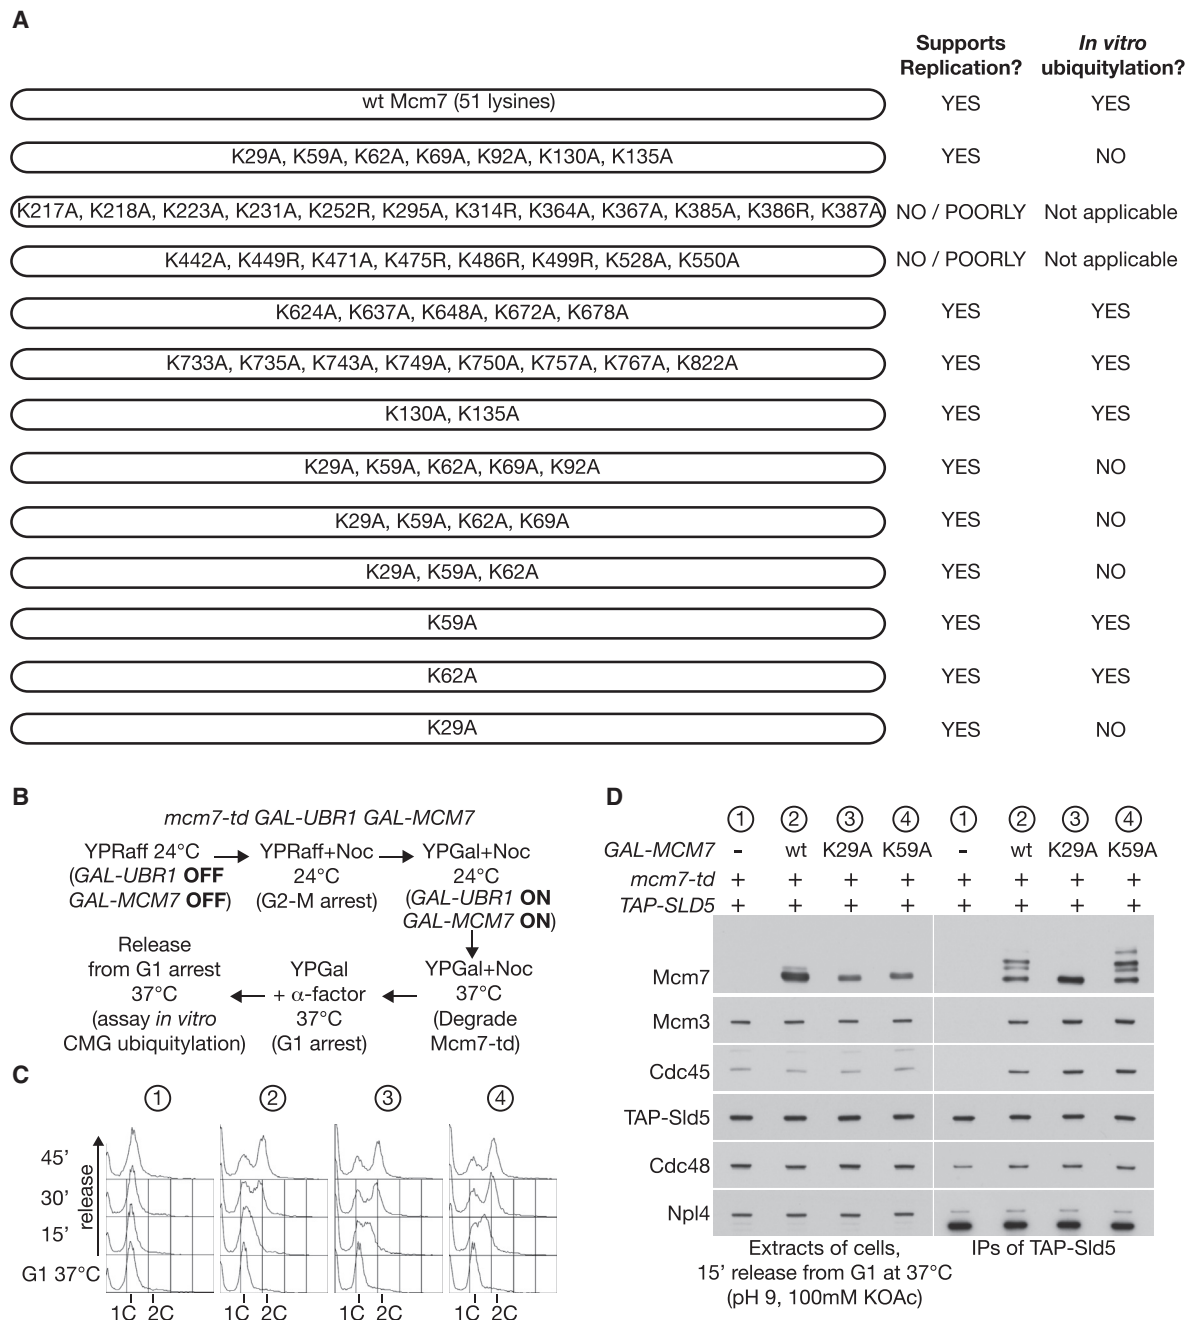 A
Supports Replication?
In vitro ubiquitylation?
wt Mcm7 (51 lysines) YES YES
K29A, K59A, K62A, K69A, K92A, K130A, K135A YES NO
K217A, K218A, K223A, K231A, K252R, K295A, K314R, K364A, K367A, K385A, K386R, K387A NO / POORLY Not applicable
K442A, K449R, K471A, K475R, K486R, K499R, K528A, K550A NO / POORLY Not applicable
K624A, K637A, K648A, K672A, K678A YES YES
K733A, K735A, K743A, K749A, K750A, K757A, K767A, K822A YES YES
K130A, K135A YES YES
K29A, K59A, K62A, K69A, K92A YES NO
K29A, K59A, K62A, K69A YES NO
K29A, K59A, K62A YES NO
K59A YES YES
K62A YES YES
K29A YES NO
B
mcm7-td GAL-UBR1 GAL-MCM7
YPRaff 24°C
(GAL-UBR1 OFF
GAL-MCM7 OFF)
YPRaff+Noc
24°C
(G2-M arrest)
YPGal+Noc
24°C
(GAL-UBR1 ON
GAL-MCM7 ON)
YPGal+Noc
37°C
(Degrade
Mcm7-td)
YPGal
+ α-factor
37°C
(G1 arrest)
Release
from G1 arrest
37°C
(assay in vitro
CMG ubiquitylation)
C
① ② ③ ④
45’
30’
15’
G1 37°C
release
1C 2C 1C 2C 1C 2C 1C 2C
D
① ② ③ ④ ① ② ③ ④
GAL-MCM7 - wt K29A K59A - wt K29A K59A
mcm7-td + + + + + + + +
TAP-SLD5 + + + + + + + +
Mcm7
Mcm3
Cdc45
TAP-Sld5
Cdc48
Npl4
Extracts of cells,
15’ release from G1 at 37°C
(pH 9, 100mM KOAc)
IPs of TAP-Sld5